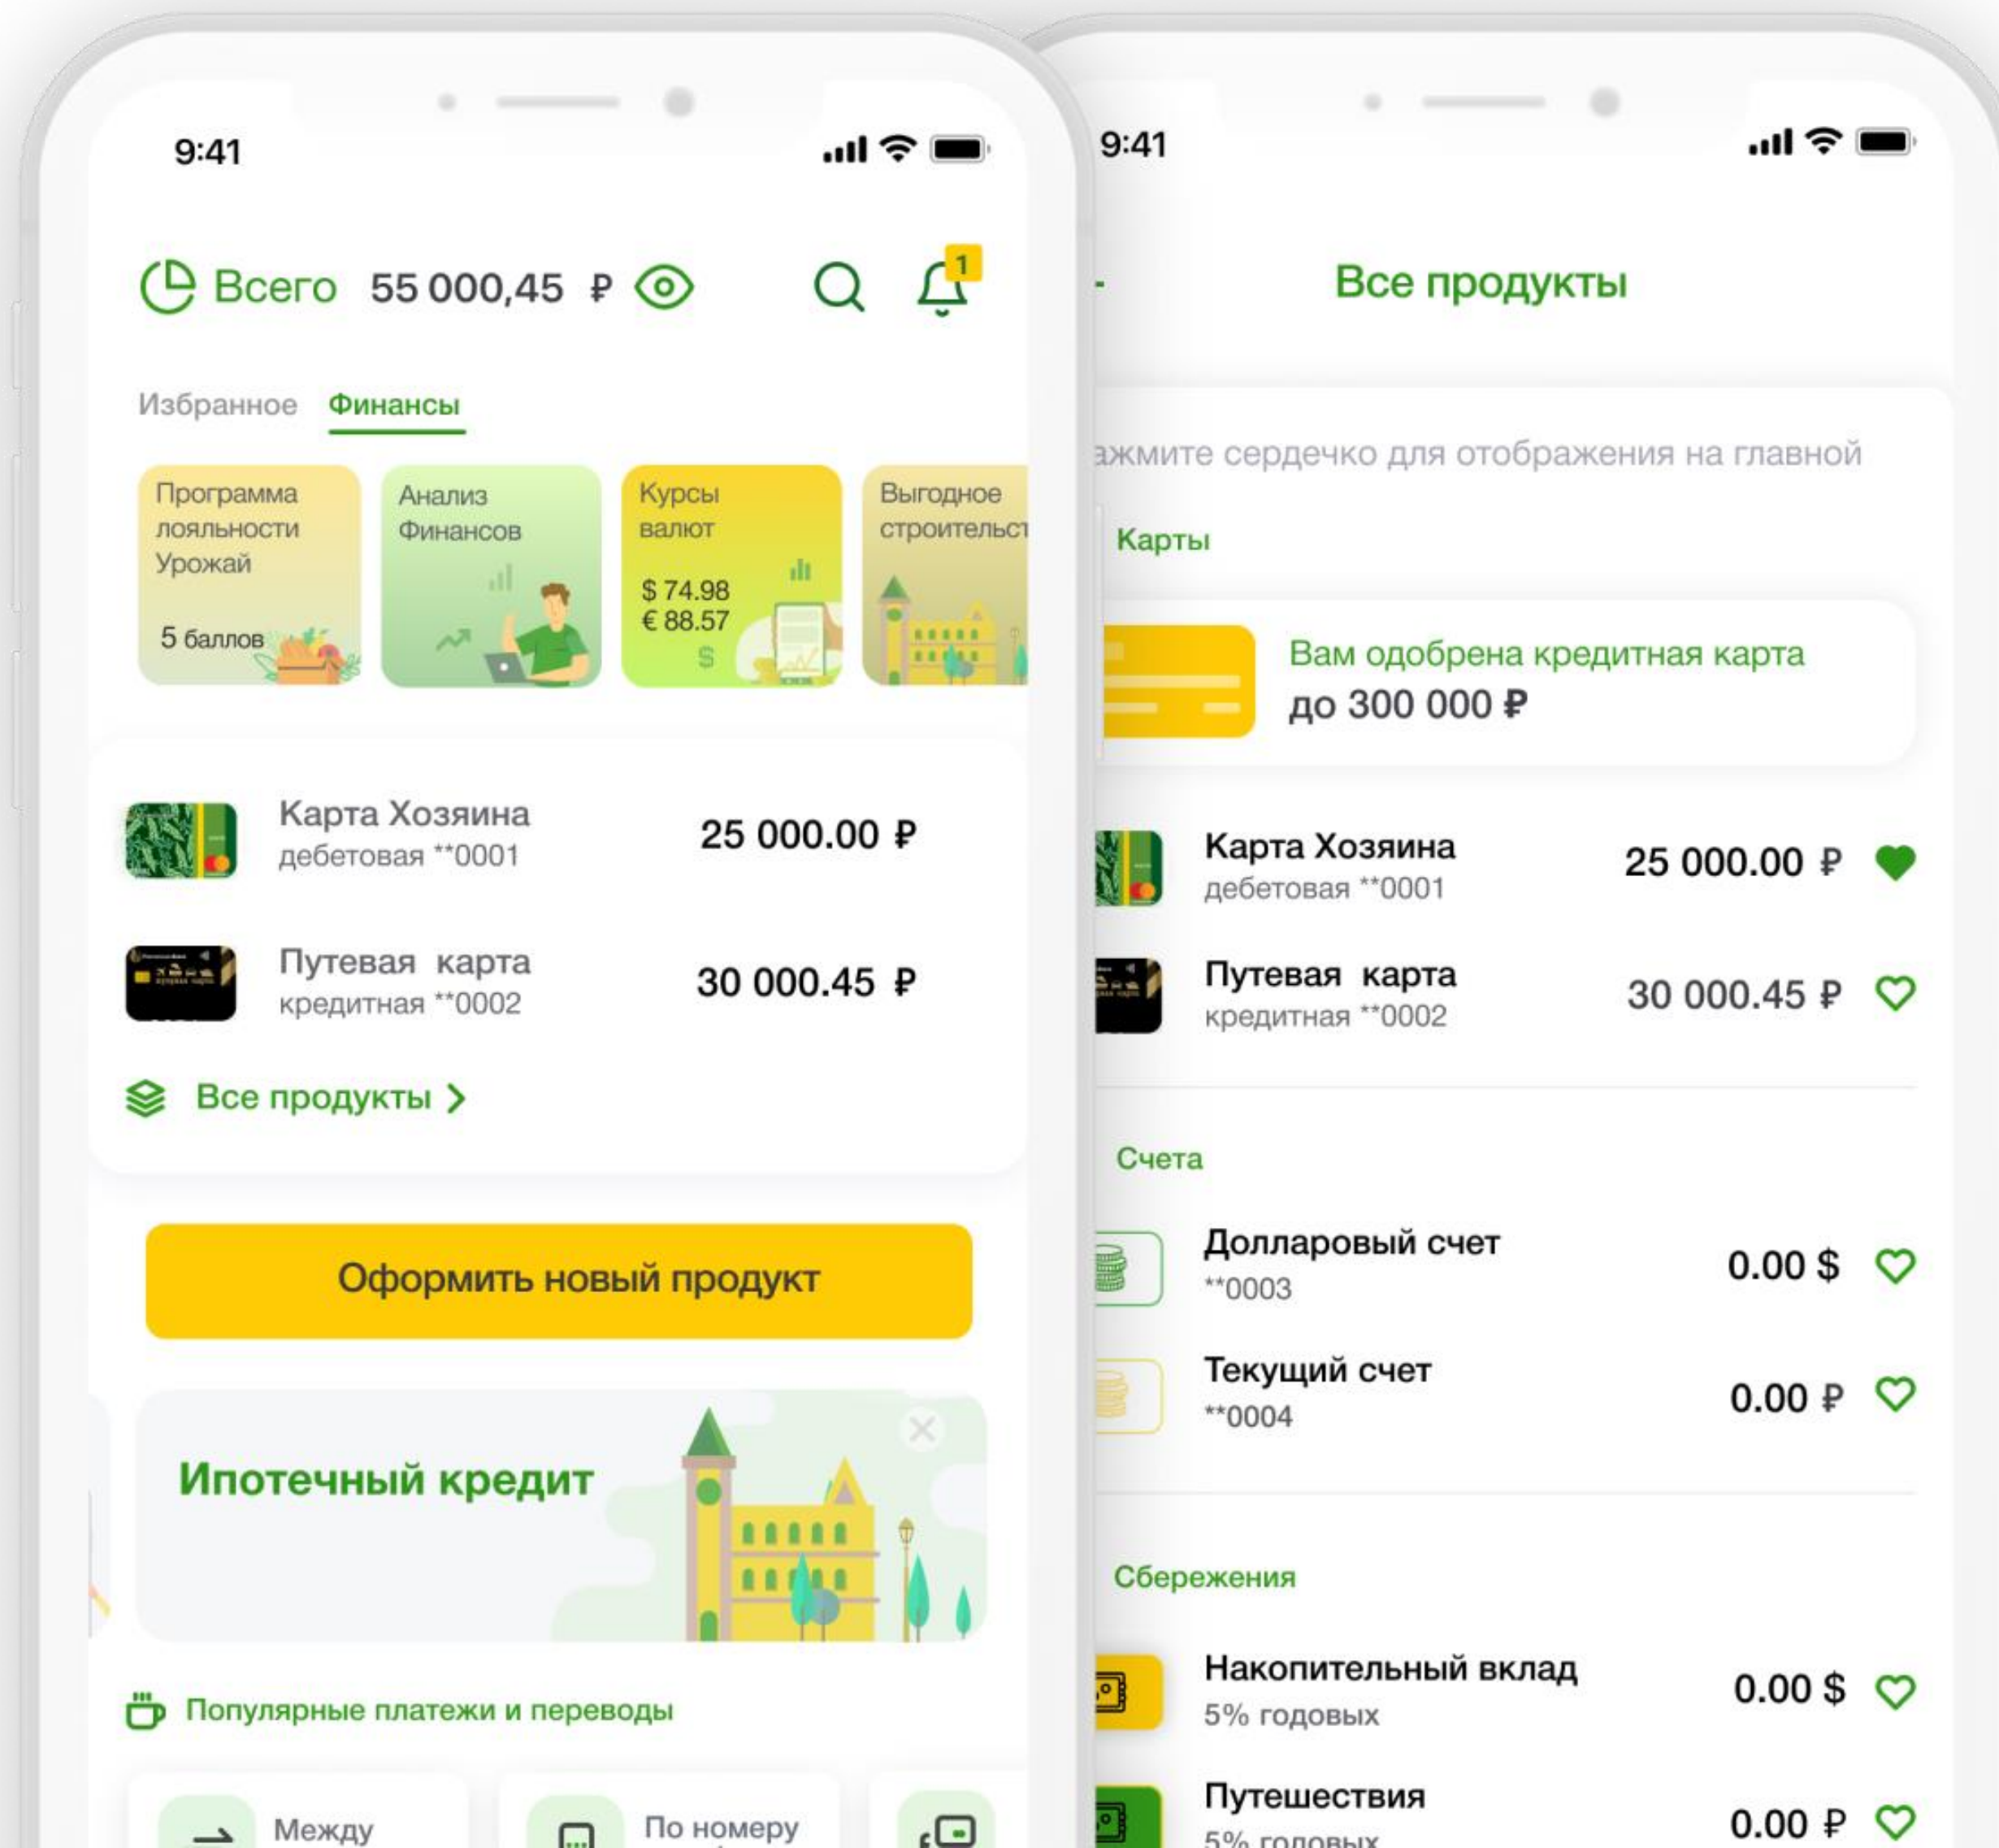 9:41
Всего 55 000,45 ₽
1
Избранное Финансы
Программа
лояльности
Урожай
5 баллов
Анализ
Финансов
Курсы
валют
$ 74.98
€ 88.57
Выгодное
строительст
Карта Хозяина
25 000.00 ₽
дебетовая **0001
Путевая карта
30 000.45 ₽
кредитная **0002
Все продукты
Оформить новый продукт
Ипотечный кредит
Популярные платежи и переводы
Между
По номеру
9:41
Все продукты
ажмите сердечко для отображения на главной
Карты
Вам одобрена кредитная карта
до 300 000 ₽
Карта Хозяина
25 000.00 ₽
дебетовая **0001
Путевая карта
30 000.45 ₽
кредитная **0002
Счета
Долларовый счет
0.00 $
**0003
Текущий счет
0.00 ₽
**0004
Сбережения
Накопительный вклад
0.00 $
5% годовых
Путешествия
0.00 ₽
5% годовых